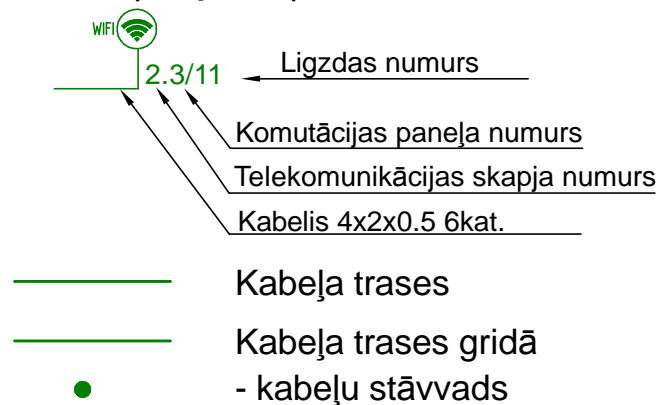 WIFI
2.3/11
Ligzdas numurs
Komutācijas paneļa numurs
Telekomunikācijas skapja numurs
Kabelis 4x2x0.5 6kat.
Kabeļa trases
Kabeļa trases gridā
- kabeļu stāvvads